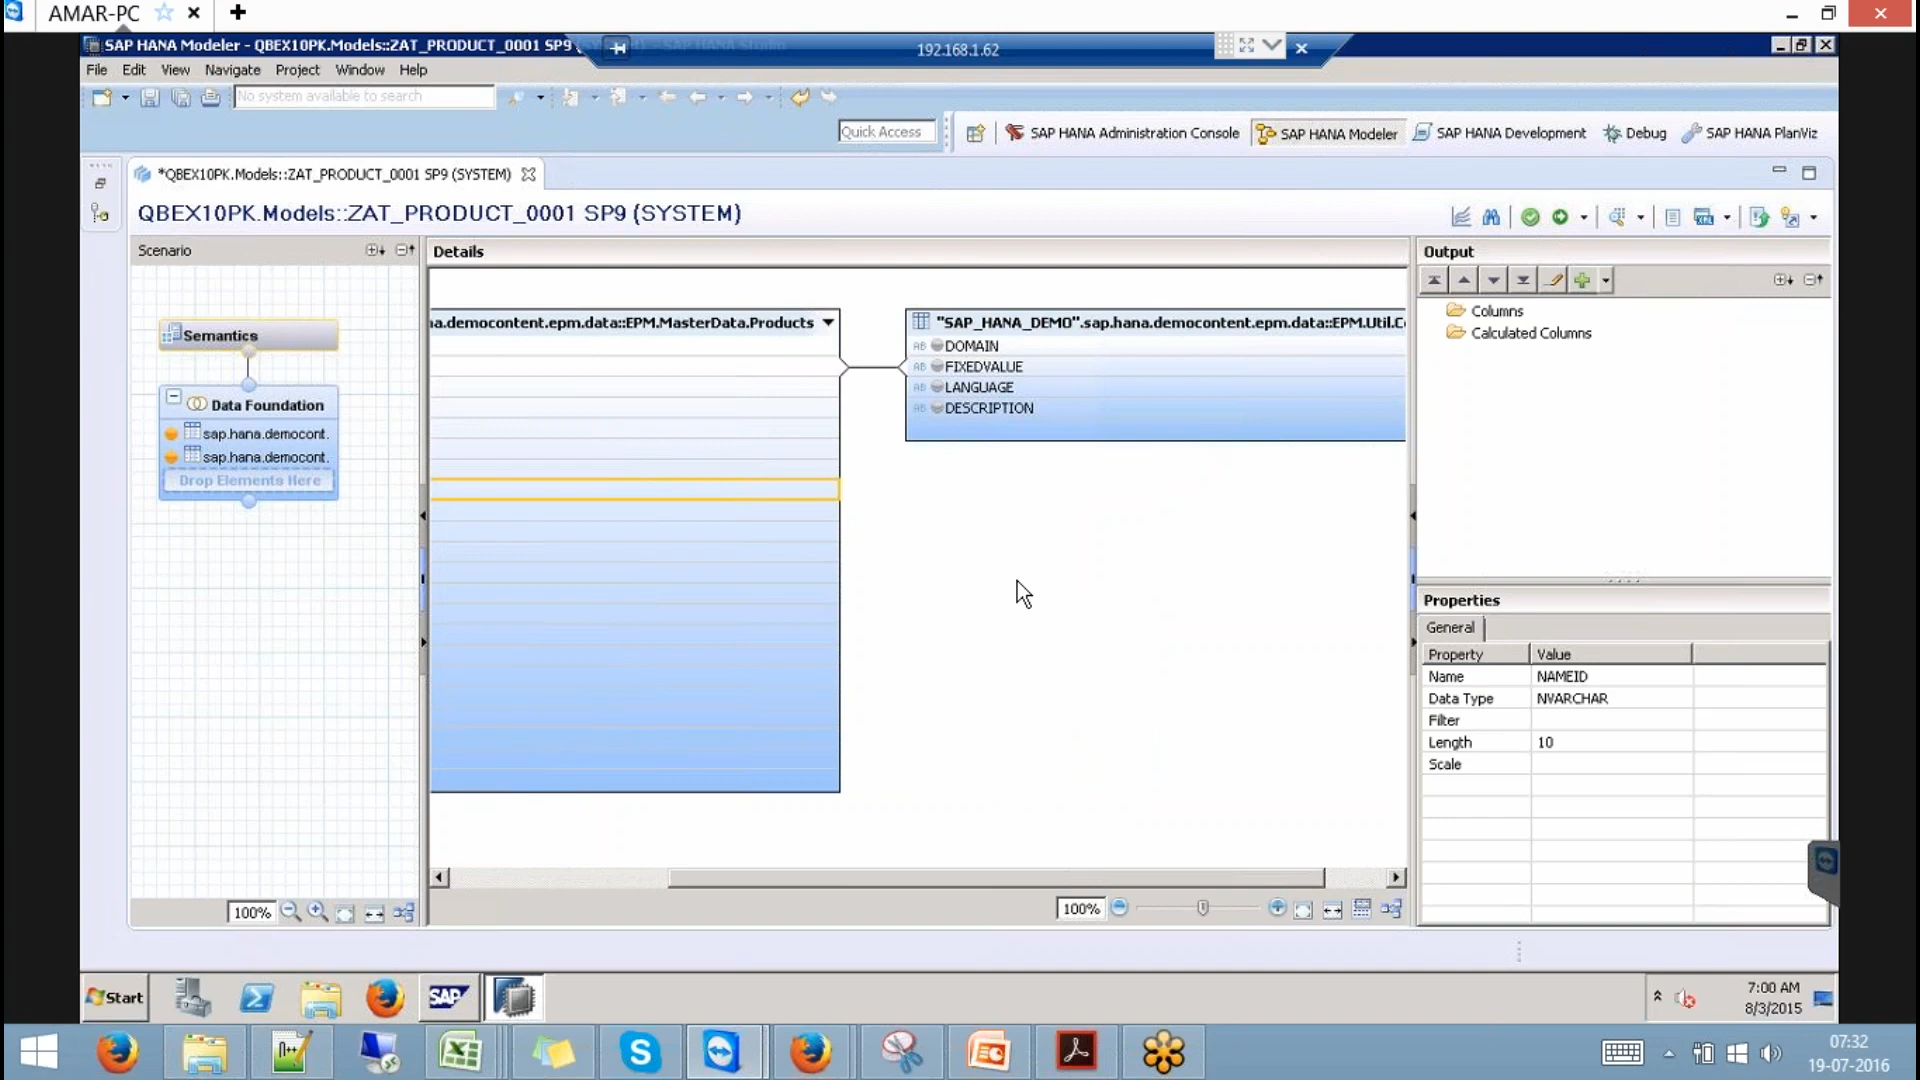 AMAR-PC
SAP HANA Modeler - QBEX10PK.Models::ZAT_PRODUCT_0001 SP9
192.168.1.62
File Edit View Navigate Project Window Help
No system available to search
Quick Access
SAP HANA Administration Console
SAP HANA Modeler
SAP HANA Development
Debug
SAP HANA PlanViz
*QBEX10PK.Models::ZAT_PRODUCT_0001 SP9 (SYSTEM)
QBEX10PK.Models::ZAT_PRODUCT_0001 SP9 (SYSTEM)
Scenario
Details
Output
Semantics
Data Foundation
sap.hana.democont.
sap.hana.democont.
Drop Elements Here
na.democontent.epm.data::EPM.MasterData.Products
"SAP_HANA_DEMO".sap.hana.democontent.epm.data::EPM.Util.C
AB DOMAIN
AB FIXEDVALUE
AB LANGUAGE
AB DESCRIPTION
Columns
Calculated Columns
Properties
General
Property Value
Name NAMEID
Data Type NVARCHAR
Filter
Length 10
Scale
100%
100%
Start
SAP
7:00 AM
8/3/2015
07:32
19-07-2016